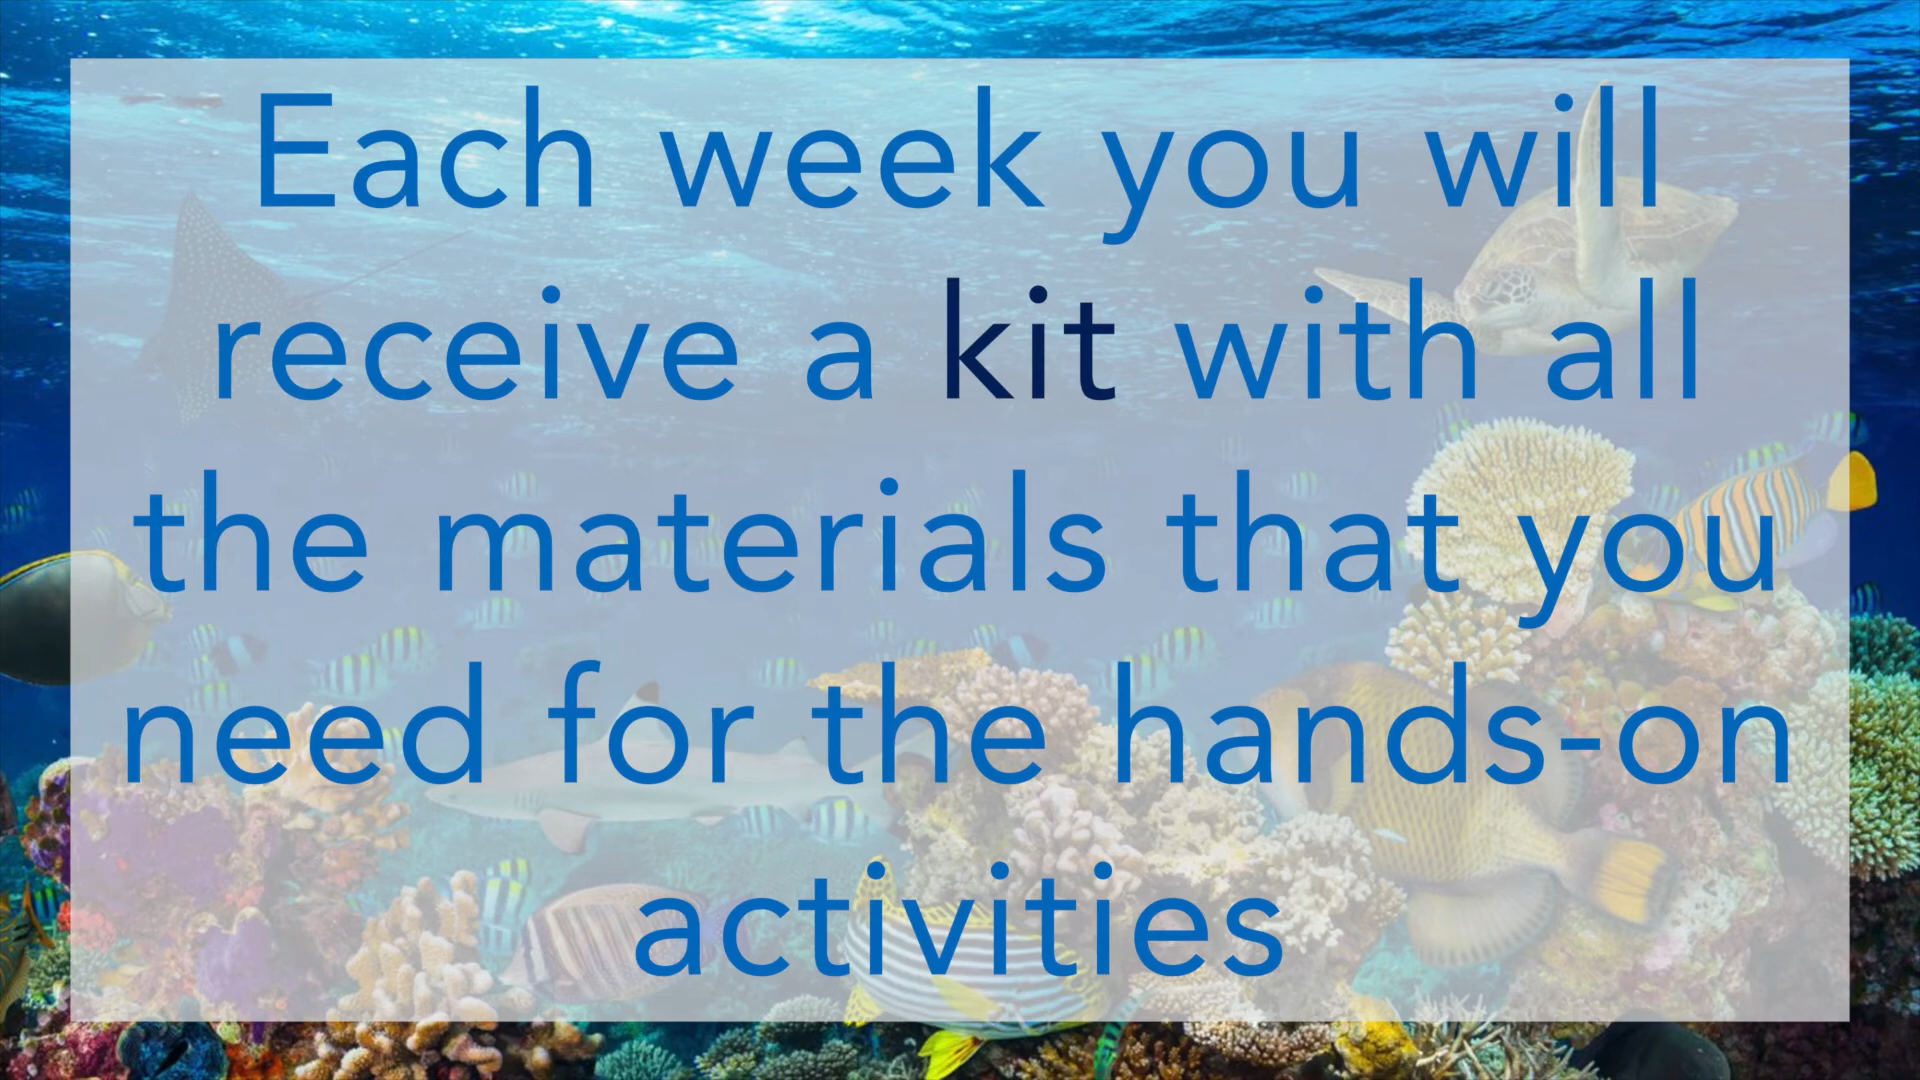 Each week you will
receive a kit with all
the materials that you
need for the hands-on
activities